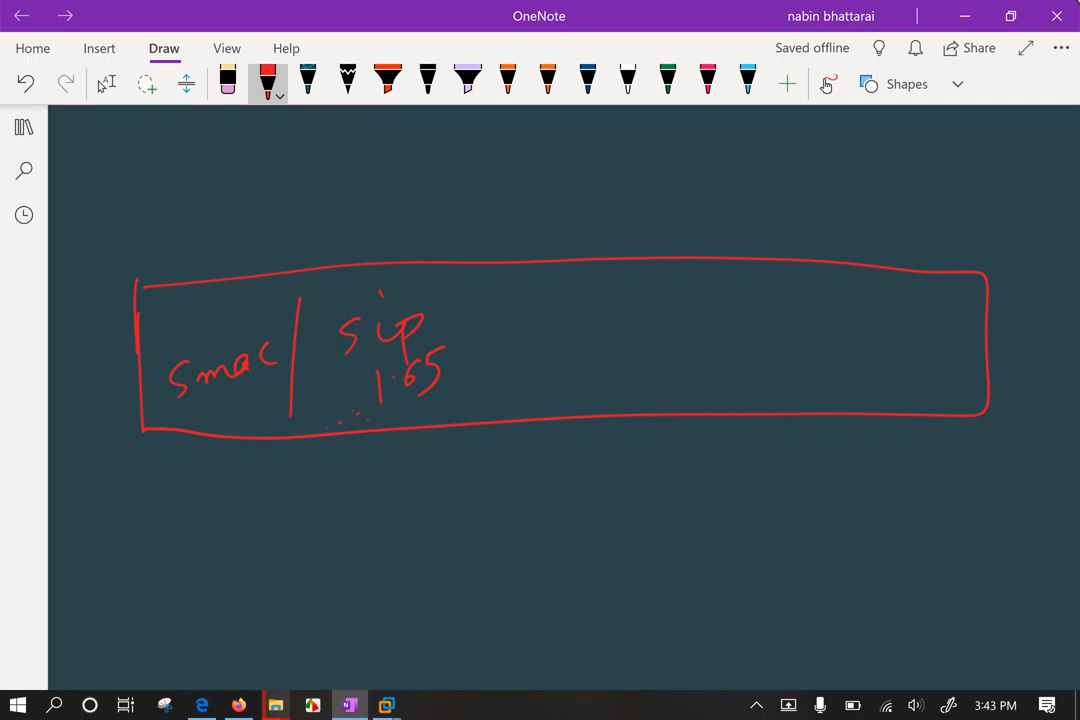 OneNote
nabin bhattarai
Home Insert Draw View Help
Saved offline
Share
Shapes
smac
sip
1.65
3:43 PM